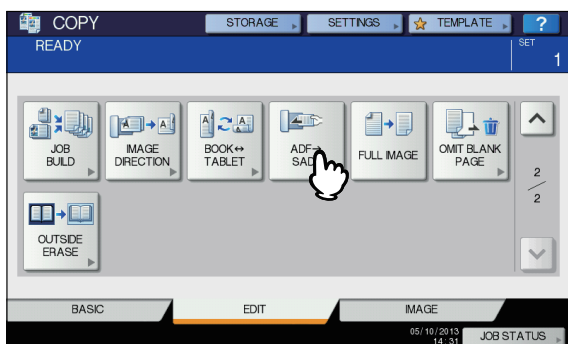 COPY
STORAGE
SETTINGS
TEMPLATE
?
READY
SET
1
JOB
BUILD
IMAGE
DIRECTION
BOOK↔
TABLET
ADF→
SAD
FULL IMAGE
OMIT BLANK
PAGE
2
2
OUTSIDE
ERASE
BASIC
EDIT
IMAGE
05/10/2013
14:31
JOB STATUS